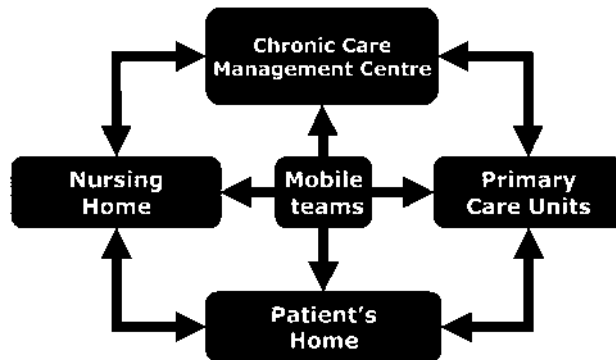 Chronic Care
Management Centre
Nursing
Home
Mobile
teams
Primary
Care Units
Patient's
Home